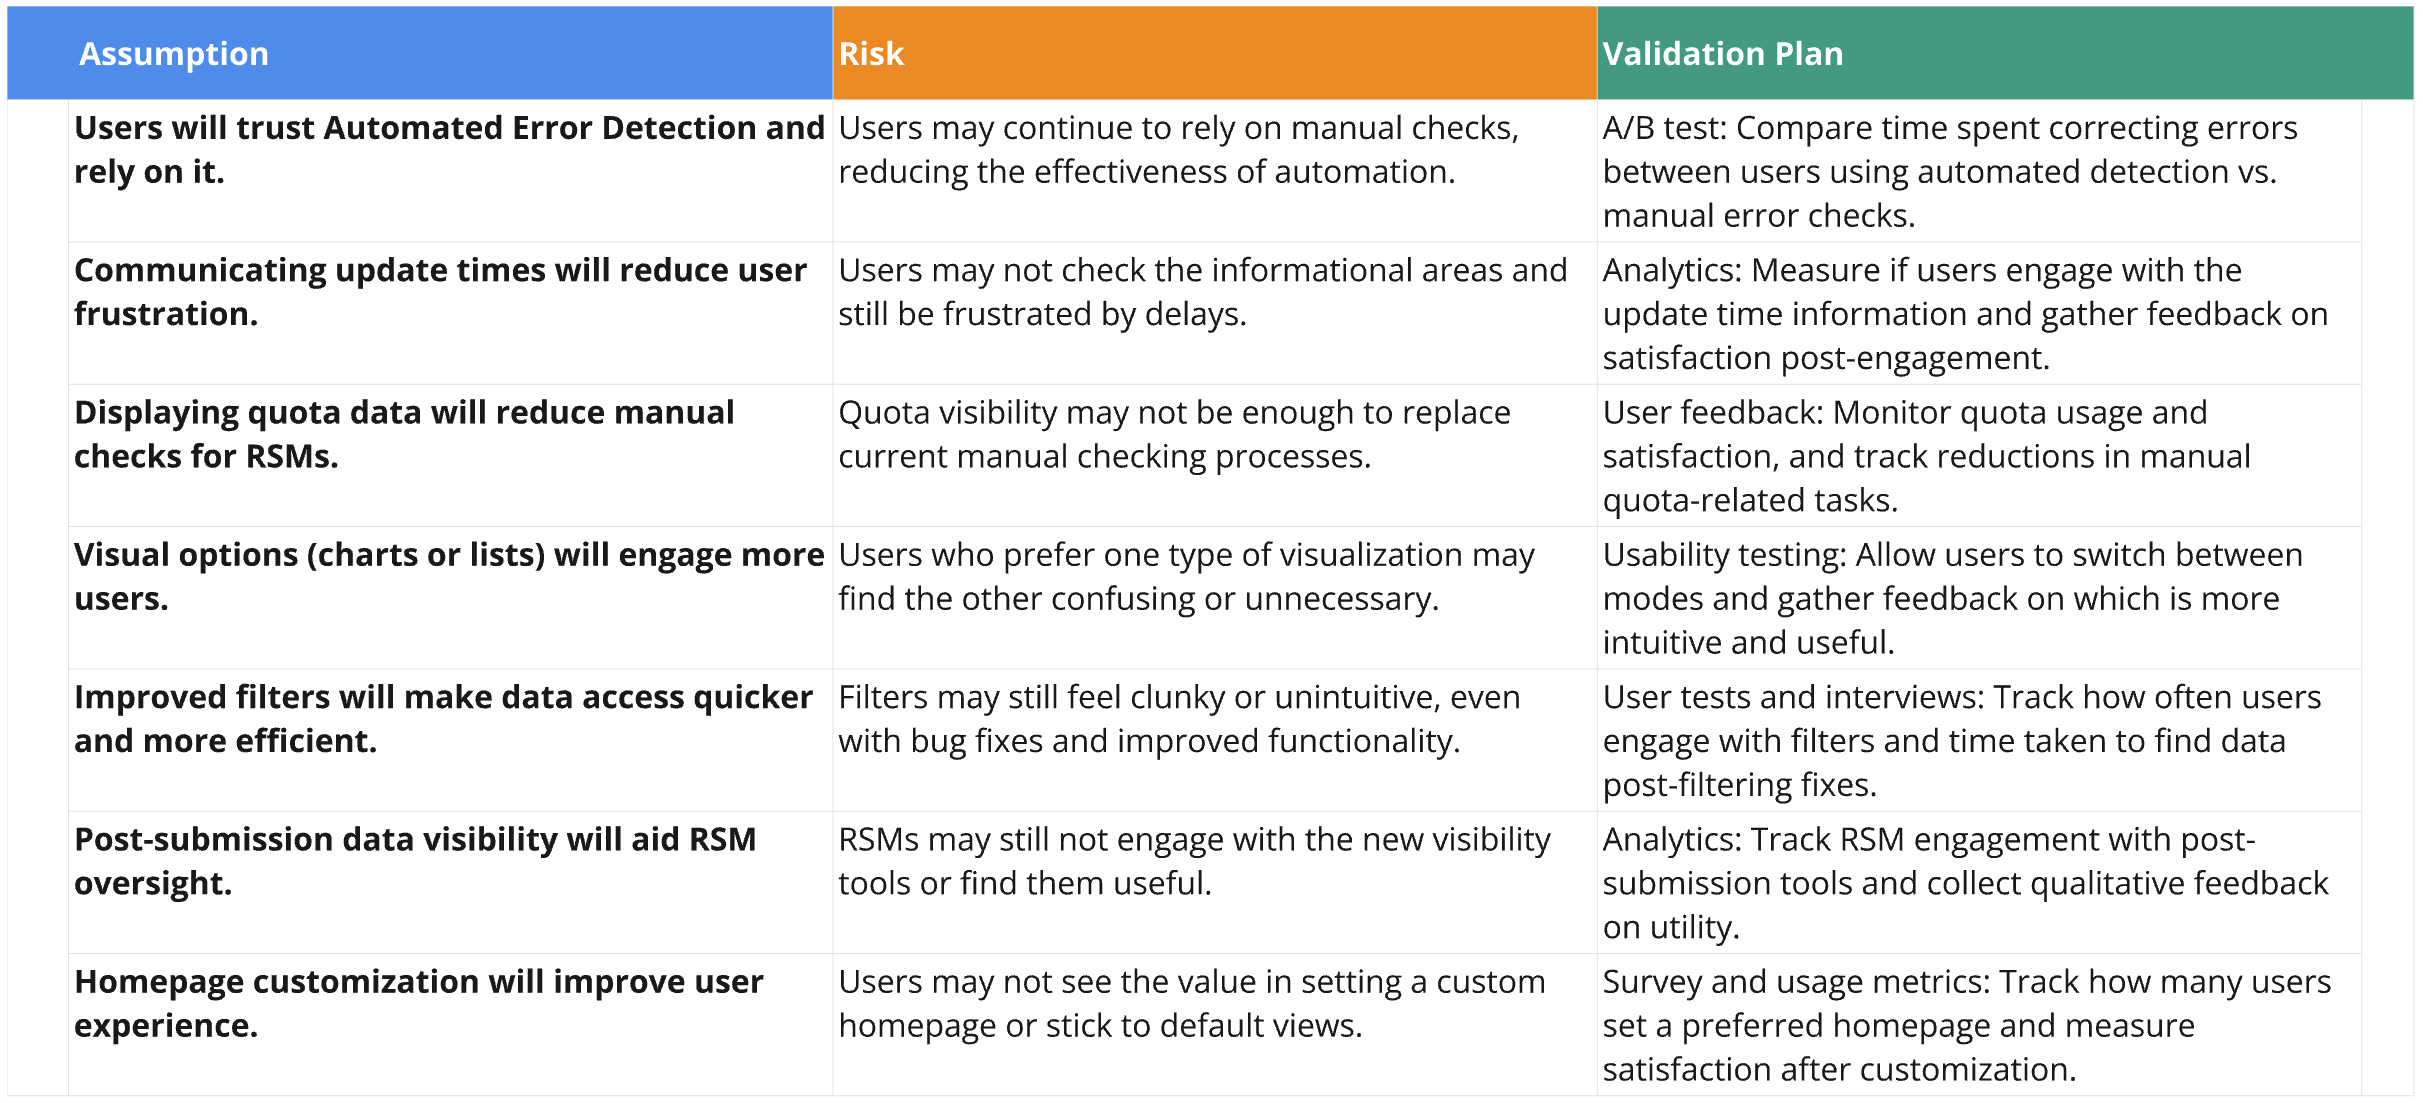 Assumption
Risk
Validation Plan
Users will trust Automated Error Detection and
rely on it.
Users may continue to rely on manual checks,
reducing the effectiveness of automation.
A/B test: Compare time spent correcting errors
between users using automated detection vs.
manual error checks.
Communicating update times will reduce user
frustration.
Users may not check the informational areas and
still be frustrated by delays.
Analytics: Measure if users engage with the
update time information and gather feedback on
satisfaction post-engagement.
Displaying quota data will reduce manual
checks for RSMs.
Quota visibility may not be enough to replace
current manual checking processes.
User feedback: Monitor quota usage and
satisfaction, and track reductions in manual
quota-related tasks.
Visual options (charts or lists) will engage more
users.
Users who prefer one type of visualization may
find the other confusing or unnecessary.
Usability testing: Allow users to switch between
modes and gather feedback on which is more
intuitive and useful.
Improved filters will make data access quicker
and more efficient.
Filters may still feel clunky or unintuitive, even
with bug fixes and improved functionality.
User tests and interviews: Track how often users
engage with filters and time taken to find data
post-filtering fixes.
Post-submission data visibility will aid RSM
oversight.
RSMs may still not engage with the new visibility
tools or find them useful.
Analytics: Track RSM engagement with post-
submission tools and collect qualitative feedback
on utility.
Homepage customization will improve user
experience.
Users may not see the value in setting a custom
homepage or stick to default views.
Survey and usage metrics: Track how many users
set a preferred homepage and measure
satisfaction after customization.